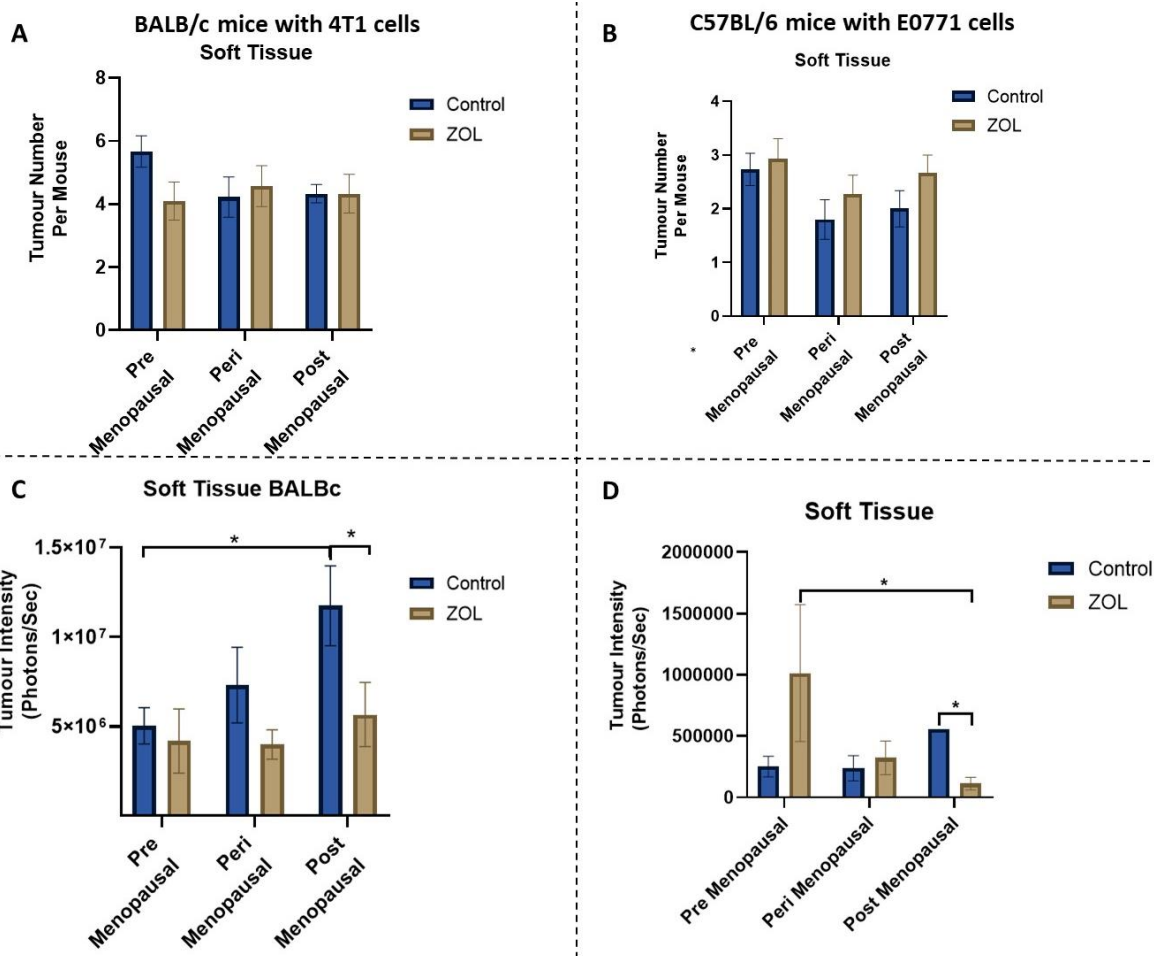 A
BALB/c mice with 4T1 cells
Soft Tissue
Tumour Number
Per Mouse
8
6
4
2
0
Pre
Menopausal
Peri
Menopausal
Post
Menopausal
Control
ZOL
B
C57BL/6 mice with E0771 cells
Soft Tissue
Tumour Number
Per Mouse
4
3
2
1
0
*
Pre
Menopausal
Peri
Menopausal
Post
Menopausal
Control
ZOL
C
Soft Tissue BALBc
Tumour Intensity
(Photons/Sec)
1.5×10⁷
1×10⁷
5×10⁶
*
*
Pre
Menopausal
Peri
Menopausal
Post
Menopausal
Control
ZOL
D
Soft Tissue
Tumour Intensity
(Photons/Sec)
2000000
1500000
1000000
500000
0
*
*
Pre Menopausal
Peri Menopausal
Post Menopausal
Control
ZOL